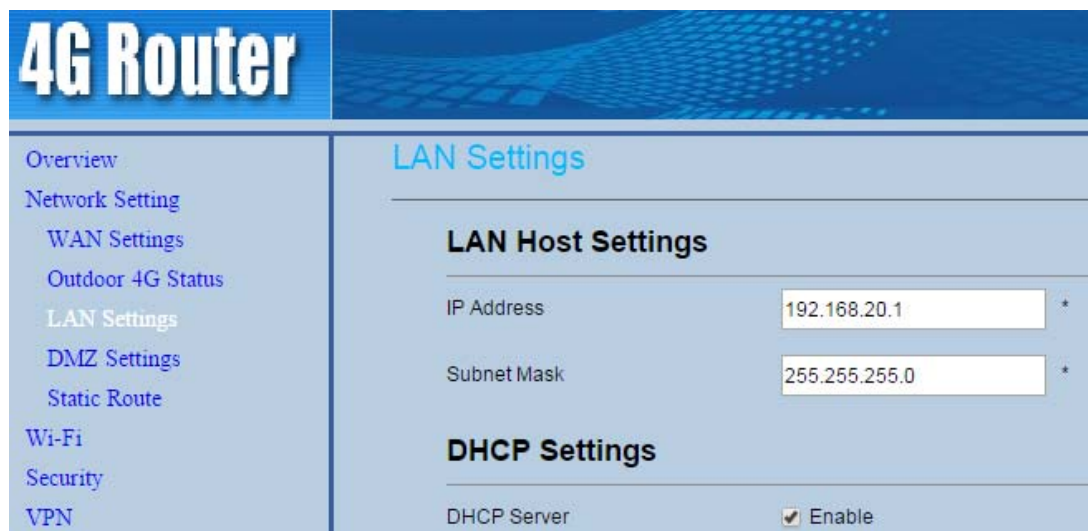 4G Router
Overview
Network Setting
WAN Settings
Outdoor 4G Status
LAN Settings
DMZ Settings
Static Route
Wi-Fi
Security
VPN
LAN Settings
LAN Host Settings
IP Address 192.168.20.1 *
Subnet Mask 255.255.255.0 *
DHCP Settings
DHCP Server Enable